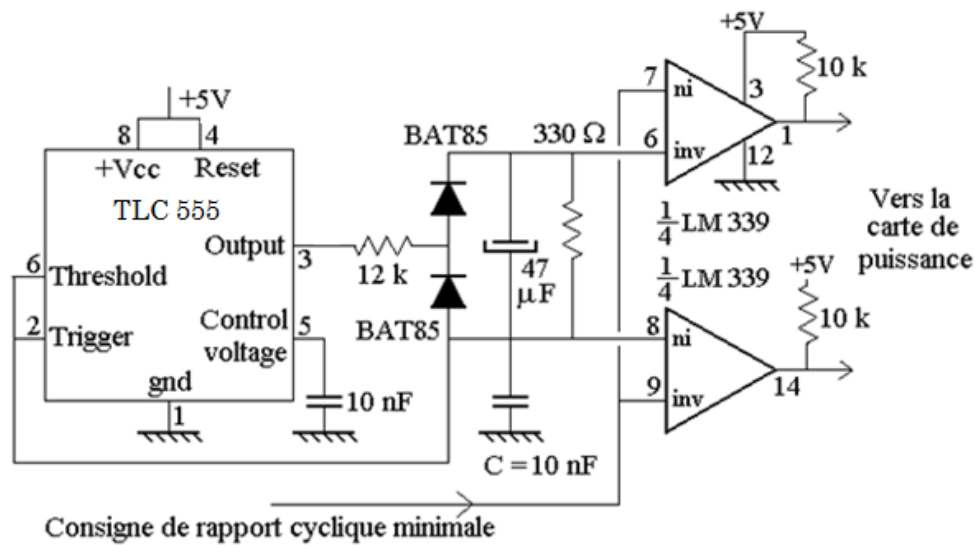 +5V
8
4
+Vcc
Reset
TLC 555
Output
3
6
Threshold
2
Trigger
Control
voltage
5
gnd
1
10 nF
12 k
BAT85
BAT85
330 Ω
47
μF
C = 10 nF
+5V
7
ni
3
10 k
6
inv
1
12
1/4 LM 339
1/4 LM 339
Vers la
carte de
puissance
+5V
10 k
8
ni
9
inv
14
Consigne de rapport cyclique minimale